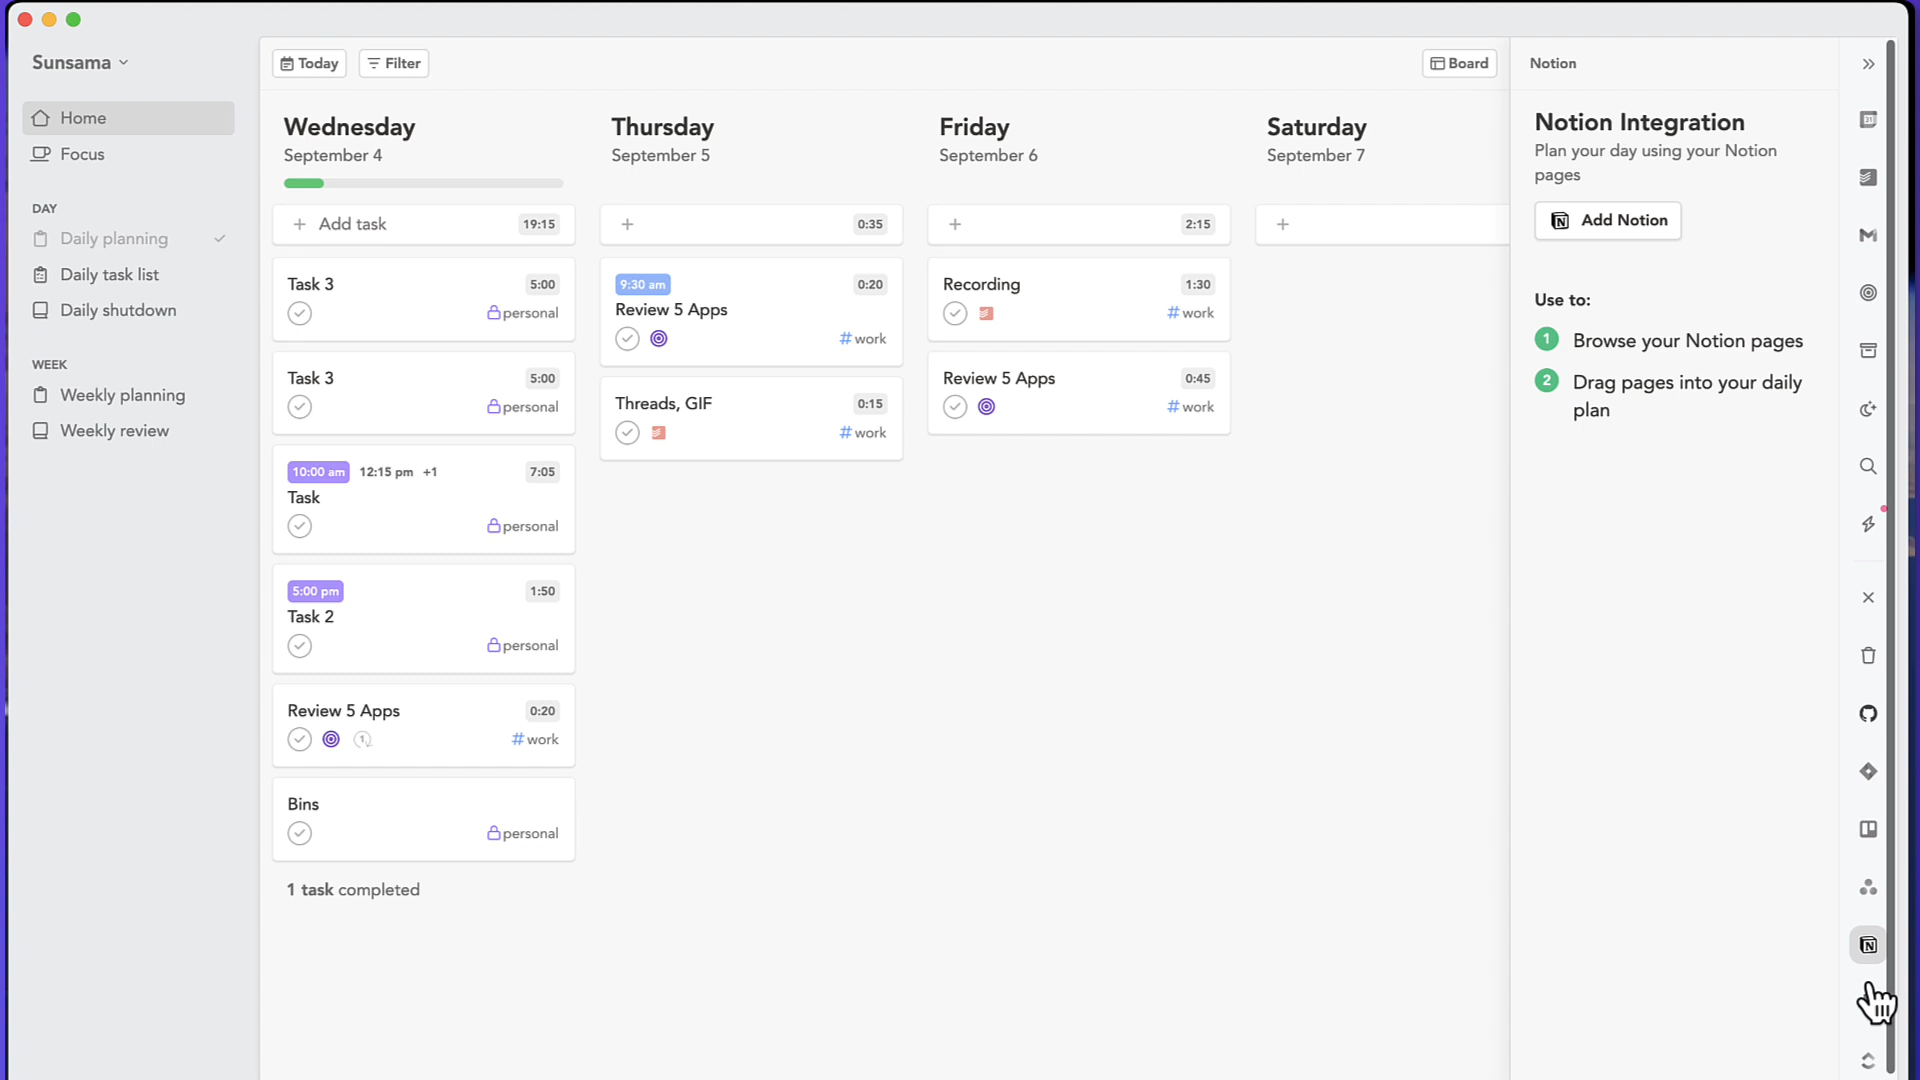 Sunsama
Home
Focus
DAY
Daily planning
Daily task list
Daily shutdown
WEEK
Weekly planning
Weekly review
Today
Filter
Board
Wednesday
September 4
+ Add task 19:15
Task 3 5:00
personal
Task 3 5:00
personal
10:00 am 12:15 pm +1 7:05
Task
personal
5:00 pm 1:50
Task 2
personal
Review 5 Apps 0:20
1 # work
Bins
personal
1 task completed
Thursday
September 5
+ 0:35
9:30 am 0:20
Review 5 Apps
# work
Threads, GIF 0:15
# work
Friday
September 6
+ 2:15
Recording 1:30
# work
Review 5 Apps 0:45
# work
Saturday
September 7
+
Notion
Notion Integration
Plan your day using your Notion
pages
Add Notion
Use to:
1 Browse your Notion pages
2 Drag pages into your daily
plan
31